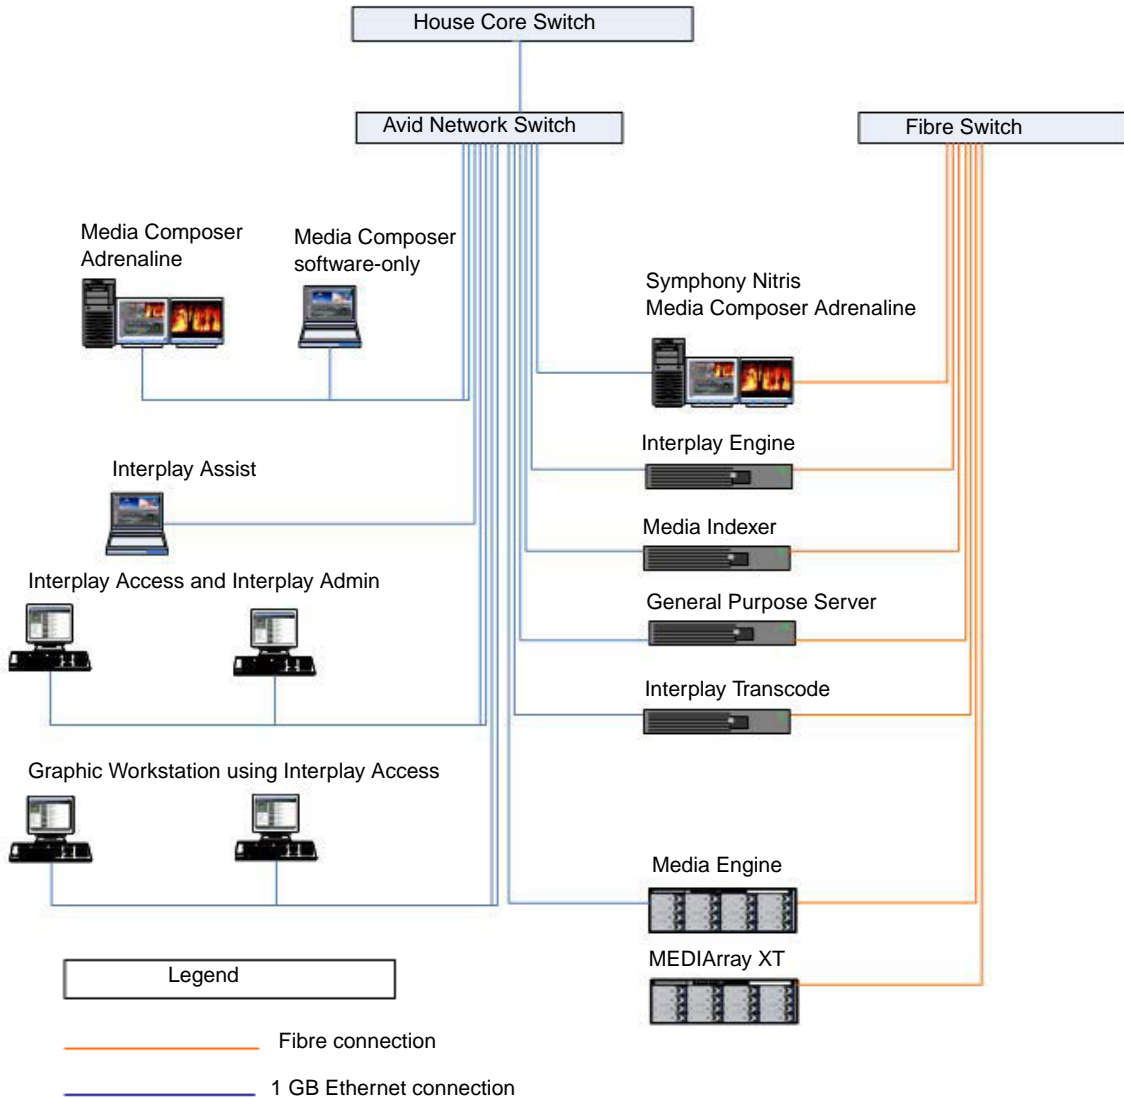 House Core Switch
Avid Network Switch
Fibre Switch
Media Composer
Adrenaline
Media Composer
software-only
Symphony Nitris
Media Composer Adrenaline
Interplay Engine
Interplay Assist
Media Indexer
Interplay Access and Interplay Admin
General Purpose Server
Interplay Transcode
Graphic Workstation using Interplay Access
Media Engine
MEDIArray XT
Legend
Fibre connection
1 GB Ethernet connection